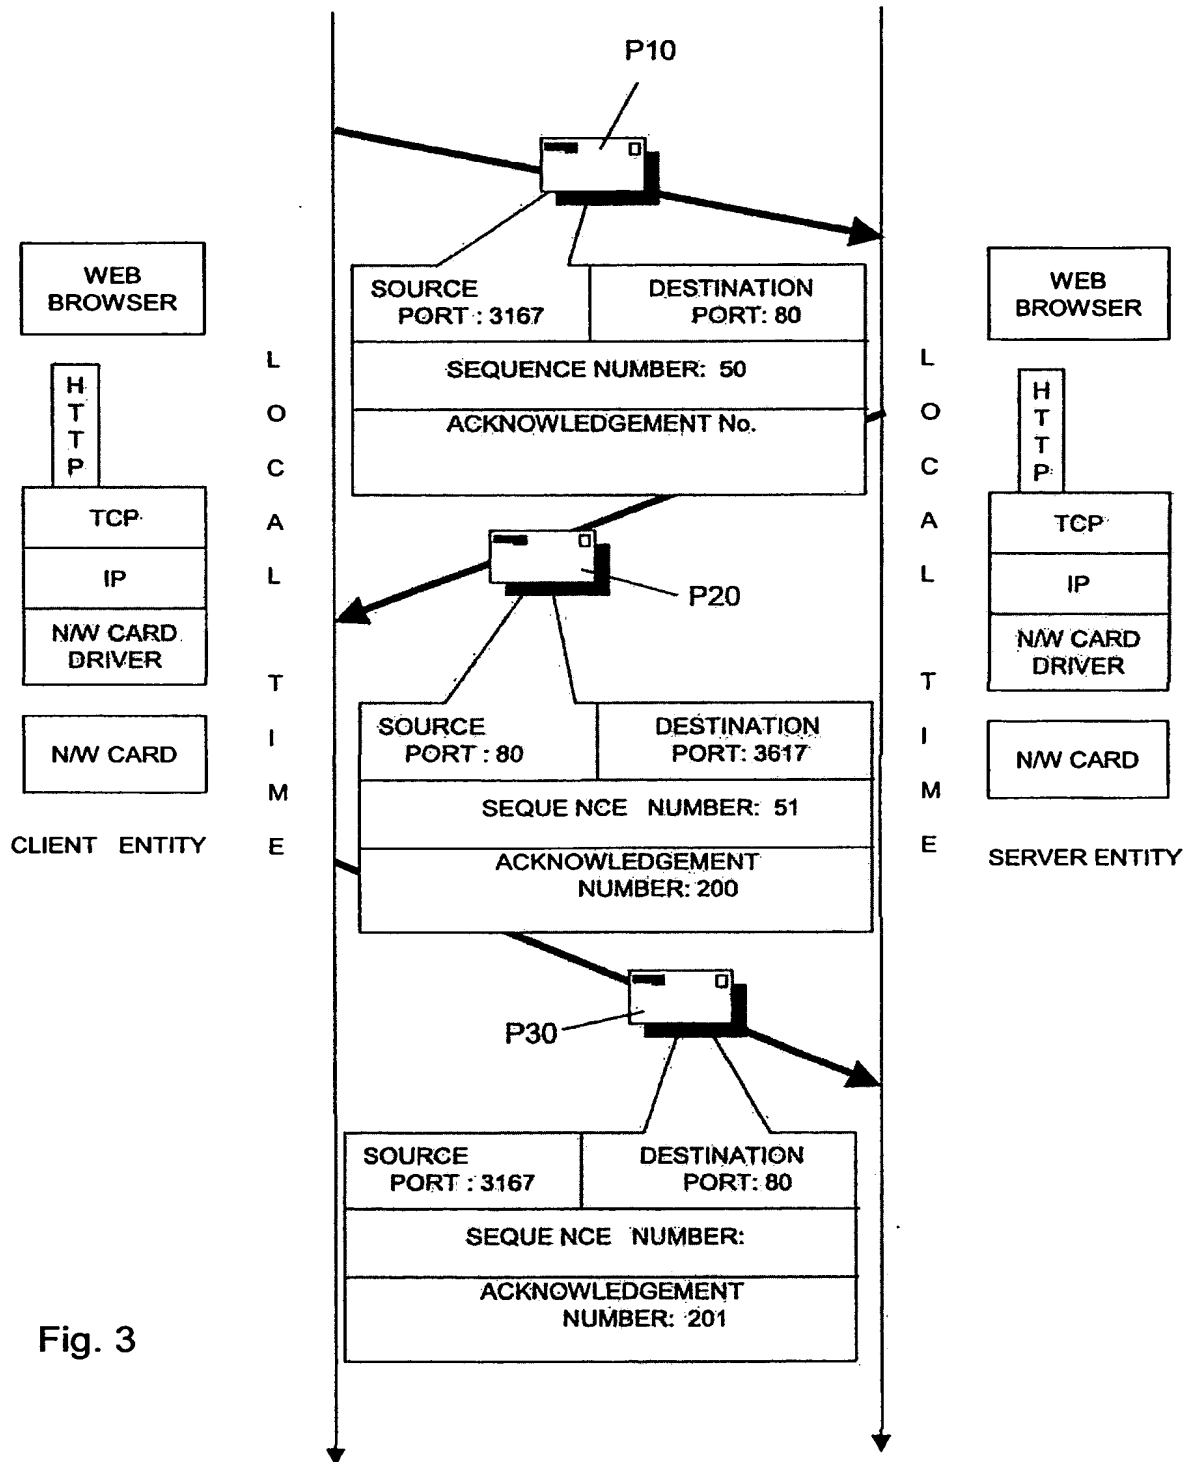 P10
WEB
BROWSER
H
T
T
P
TCP
IP
N/W CARD
DRIVER
N/W CARD
CLIENT ENTITY
L
O
C
A
L
T
I
M
E
SOURCE
PORT : 3167
DESTINATION
PORT: 80
SEQUENCE NUMBER: 50
ACKNOWLEDGEMENT No.
P20
SOURCE
PORT : 80
DESTINATION
PORT: 3617
SEQUE NCE NUMBER: 51
ACKNOWLEDGEMENT
NUMBER: 200
P30
SOURCE
PORT : 3167
DESTINATION
PORT: 80
SEQUE NCE NUMBER:
ACKNOWLEDGEMENT
NUMBER: 201
L
O
C
A
L
T
I
M
E
WEB
BROWSER
H
T
T
P
TCP
IP
N/W CARD
DRIVER
N/W CARD
SERVER ENTITY
Fig. 3